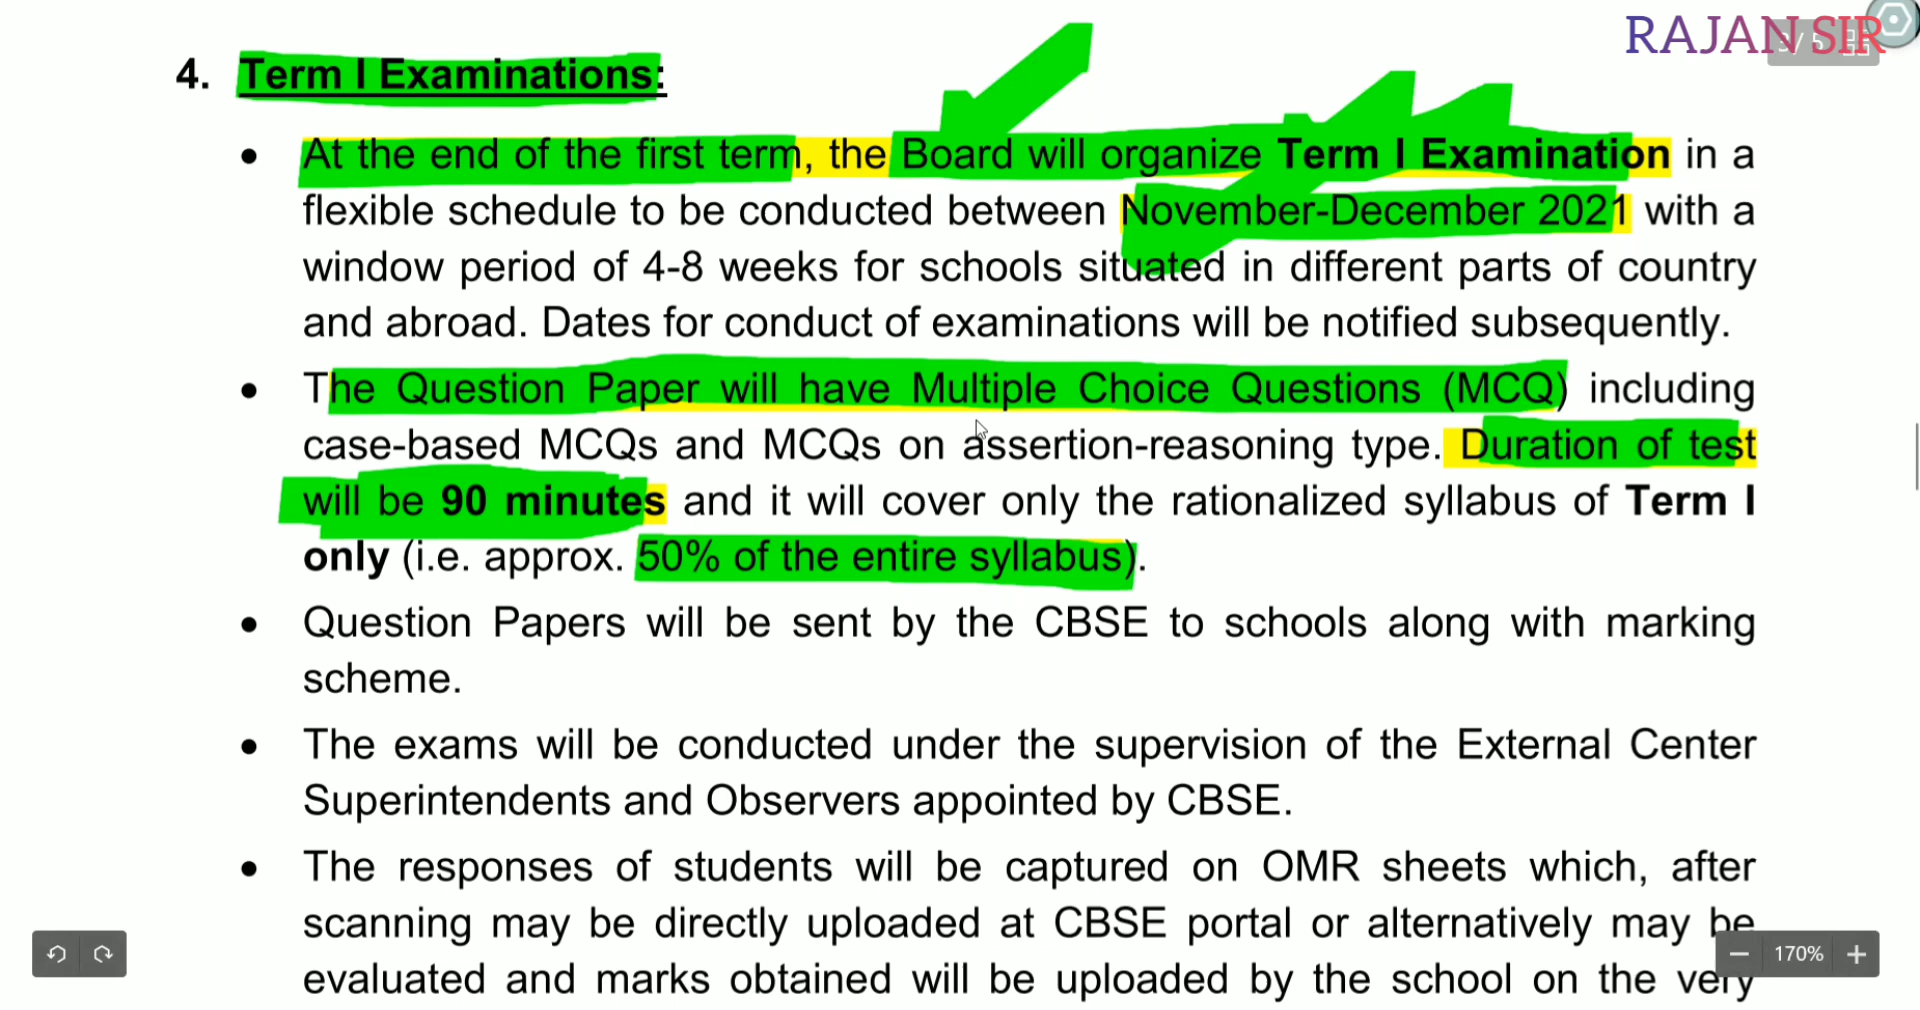 RAJAN SIR
4. Term I Examinations:
• At the end of the first term, the Board will organize Term I Examination in a
flexible schedule to be conducted between November-December 2021 with a
window period of 4-8 weeks for schools situated in different parts of country
and abroad. Dates for conduct of examinations will be notified subsequently.
• The Question Paper will have Multiple Choice Questions (MCQ) including
case-based MCQs and MCQs on assertion-reasoning type. Duration of test
will be 90 minutes and it will cover only the rationalized syllabus of Term I
only (i.e. approx. 50% of the entire syllabus).
• Question Papers will be sent by the CBSE to schools along with marking
scheme.
• The exams will be conducted under the supervision of the External Center
Superintendents and Observers appointed by CBSE.
• The responses of students will be captured on OMR sheets which, after
scanning may be directly uploaded at CBSE portal or alternatively may be
evaluated and marks obtained will be uploaded by the school on the very
170%